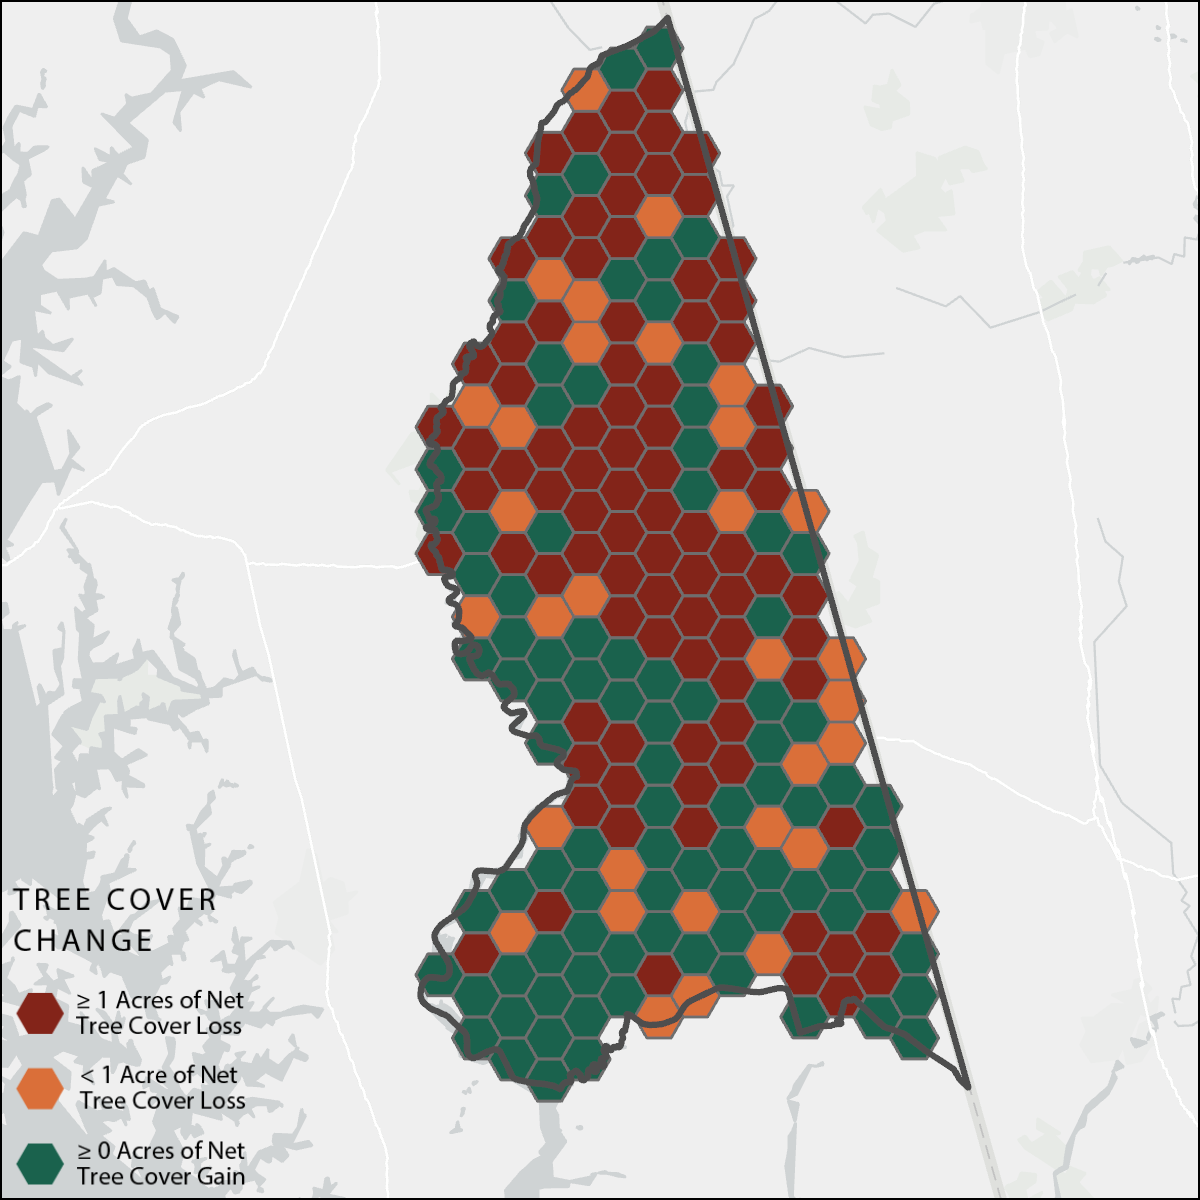 TREE COVER
CHANGE
≥ 1 Acres of Net
Tree Cover Loss
< 1 Acre of Net
Tree Cover Loss
≥ 0 Acres of Net
Tree Cover Gain